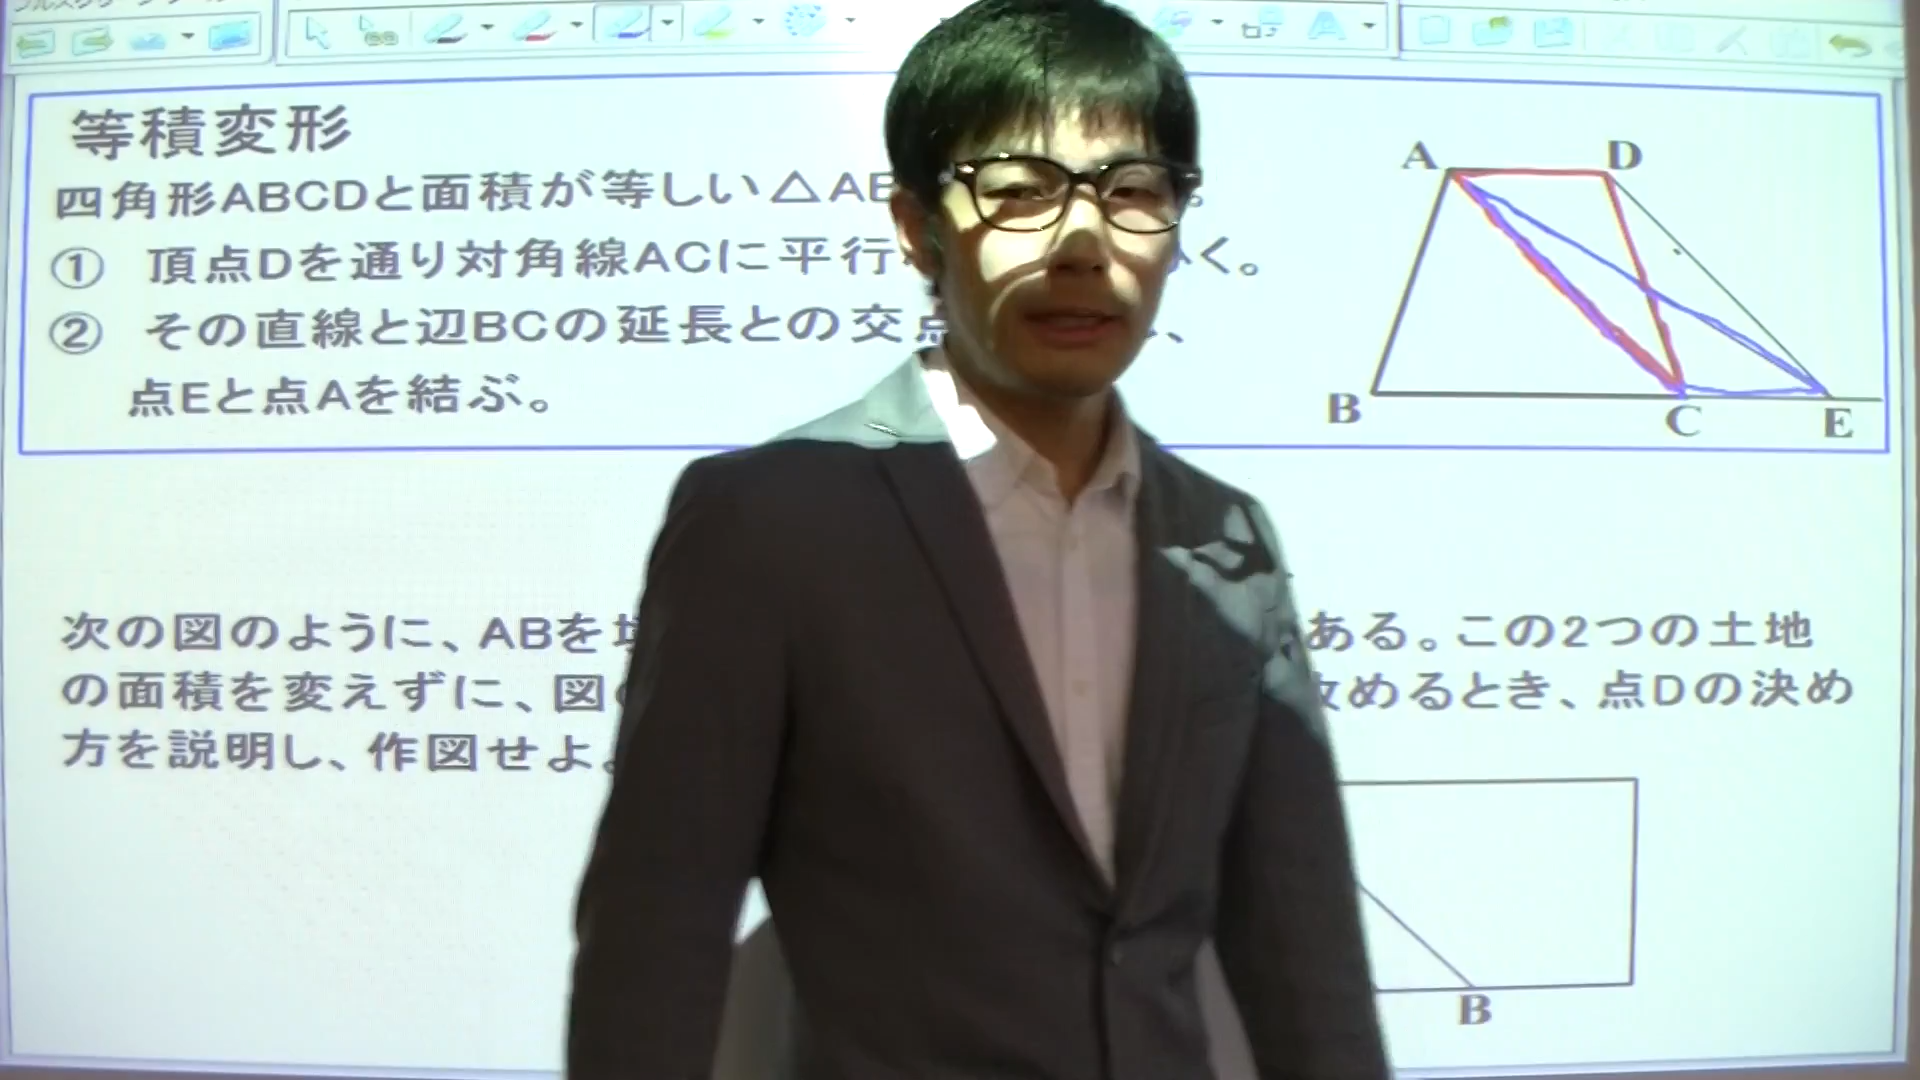 等積変形
四角形ABCDと面積が等しい△AB
① 頂点Dを通り対角線ACに平行 く。
② その直線と辺BCの延長との交点 、
点Eと点Aを結ぶ。
A D
B C E
次の図のように、ABを ある。この2つの土地
の面積を変えずに、図 改めるとき、点Dの決め
方を説明し、作図せよ。
B